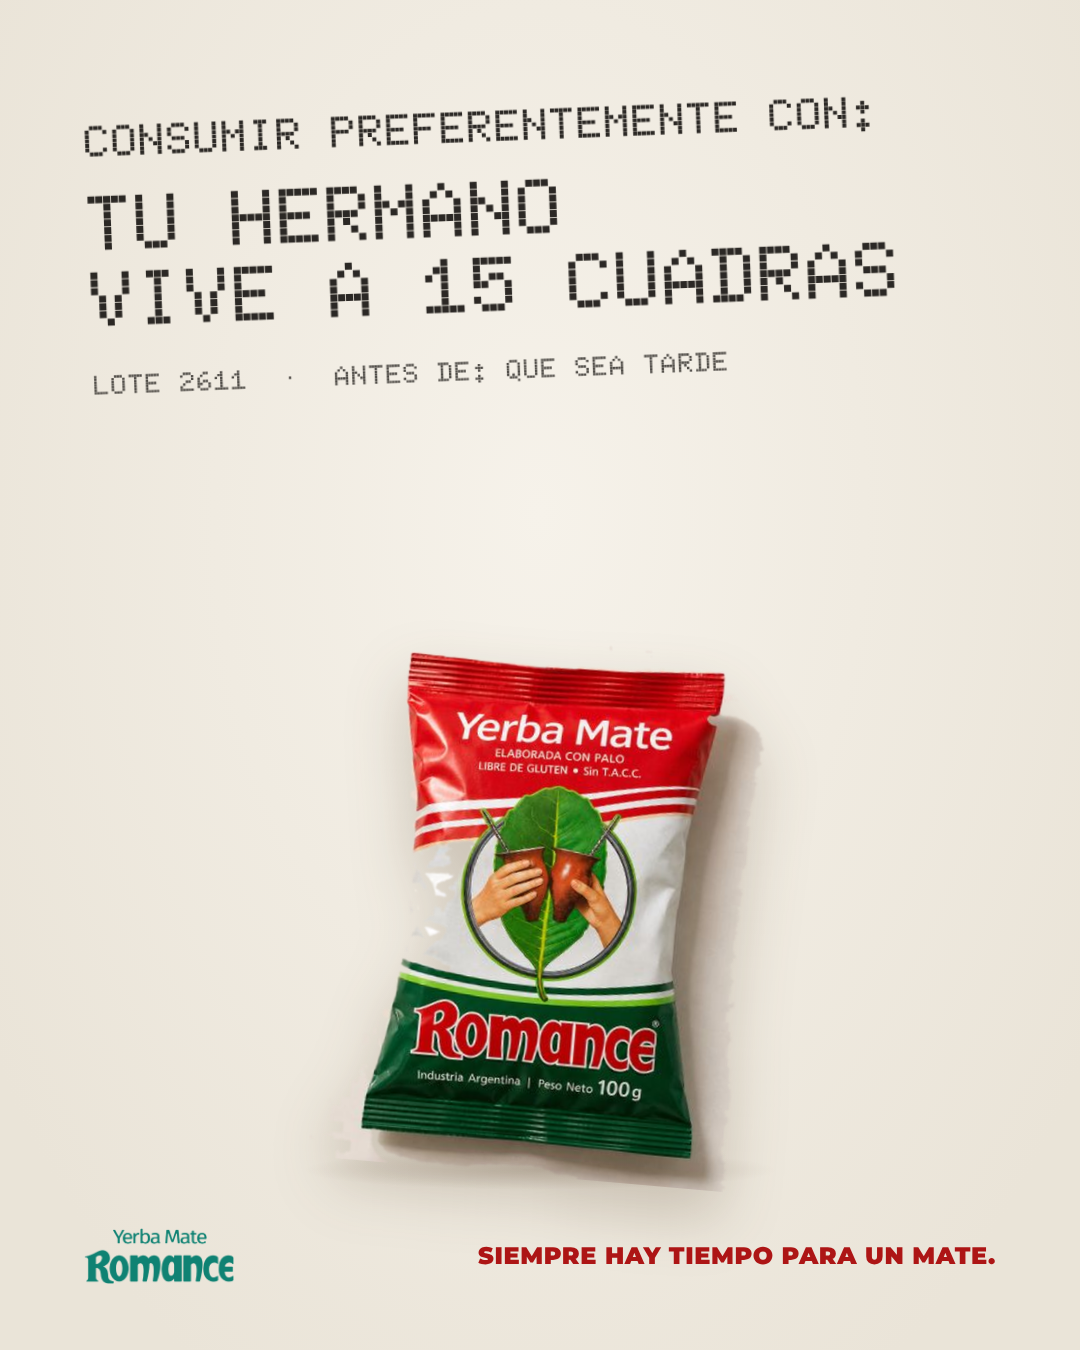 CONSUMIR PREFERENTEMENTE CON:
TU HERMANO
VIVE A 15 CUADRAS
LOTE 2611 · ANTES DE: QUE SEA TARDE
Yerba Mate
ELABORADA CON PALO
LIBRE DE GLUTEN • Sin T.A.C.C.
Romance®
Industria Argentina | Peso Neto 100g
Yerba Mate
Romance
SIEMPRE HAY TIEMPO PARA UN MATE.